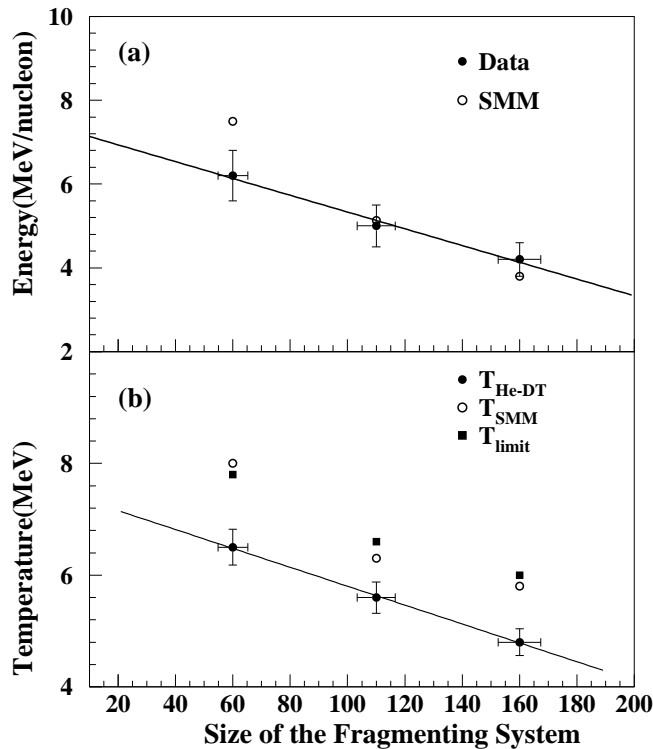 10
(a)
Data
8
SMM
6
4
2
Energy(MeV/nucleon)
(b)
T_He-DT
T_SMM
T_limit
8
6
4
Temperature(MeV)
20 40 60 80 100 120 140 160 180 200
Size of the Fragmenting System